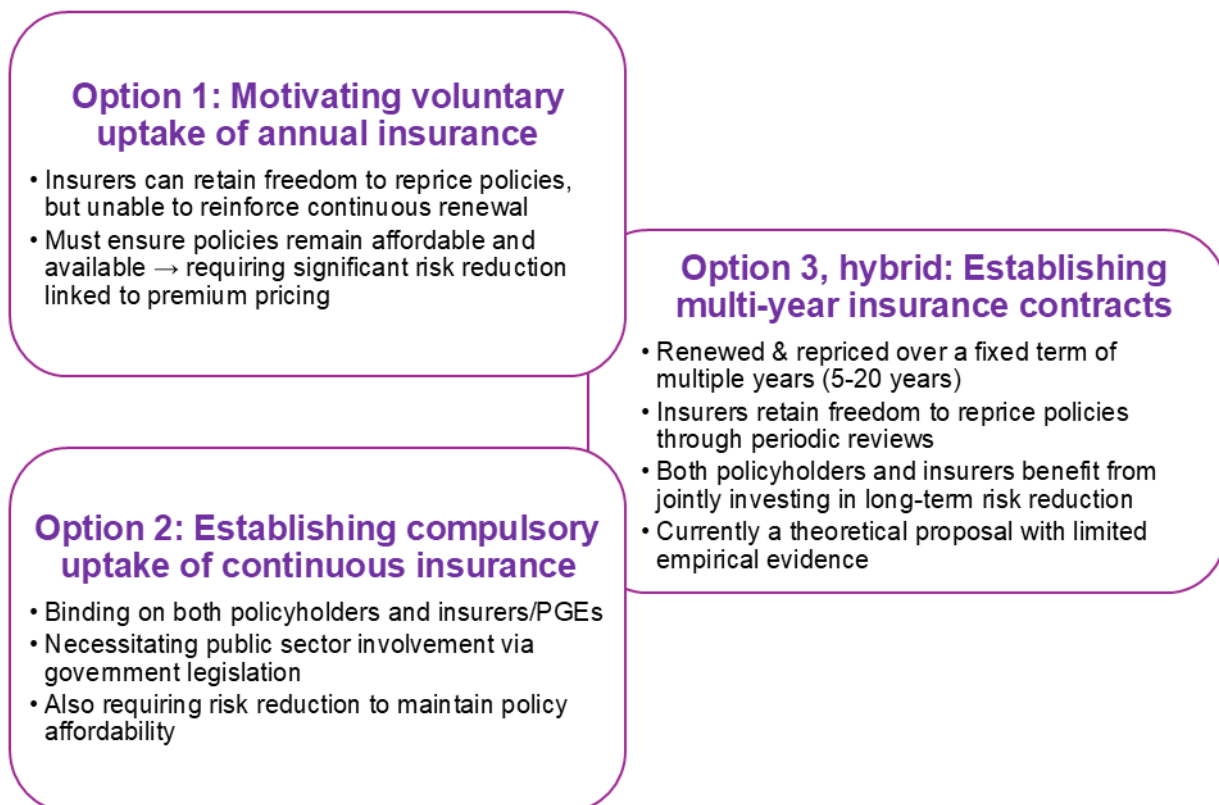 Option 1: Motivating voluntary
uptake of annual insurance
• Insurers can retain freedom to reprice policies,
but unable to reinforce continuous renewal
• Must ensure policies remain affordable and
available → requiring significant risk reduction
linked to premium pricing
Option 2: Establishing compulsory
uptake of continuous insurance
• Binding on both policyholders and insurers/PGEs
• Necessitating public sector involvement via
government legislation
• Also requiring risk reduction to maintain policy
affordability
Option 3, hybrid: Establishing
multi-year insurance contracts
• Renewed & repriced over a fixed term of
multiple years (5-20 years)
• Insurers retain freedom to reprice policies
through periodic reviews
• Both policyholders and insurers benefit from
jointly investing in long-term risk reduction
• Currently a theoretical proposal with limited
empirical evidence